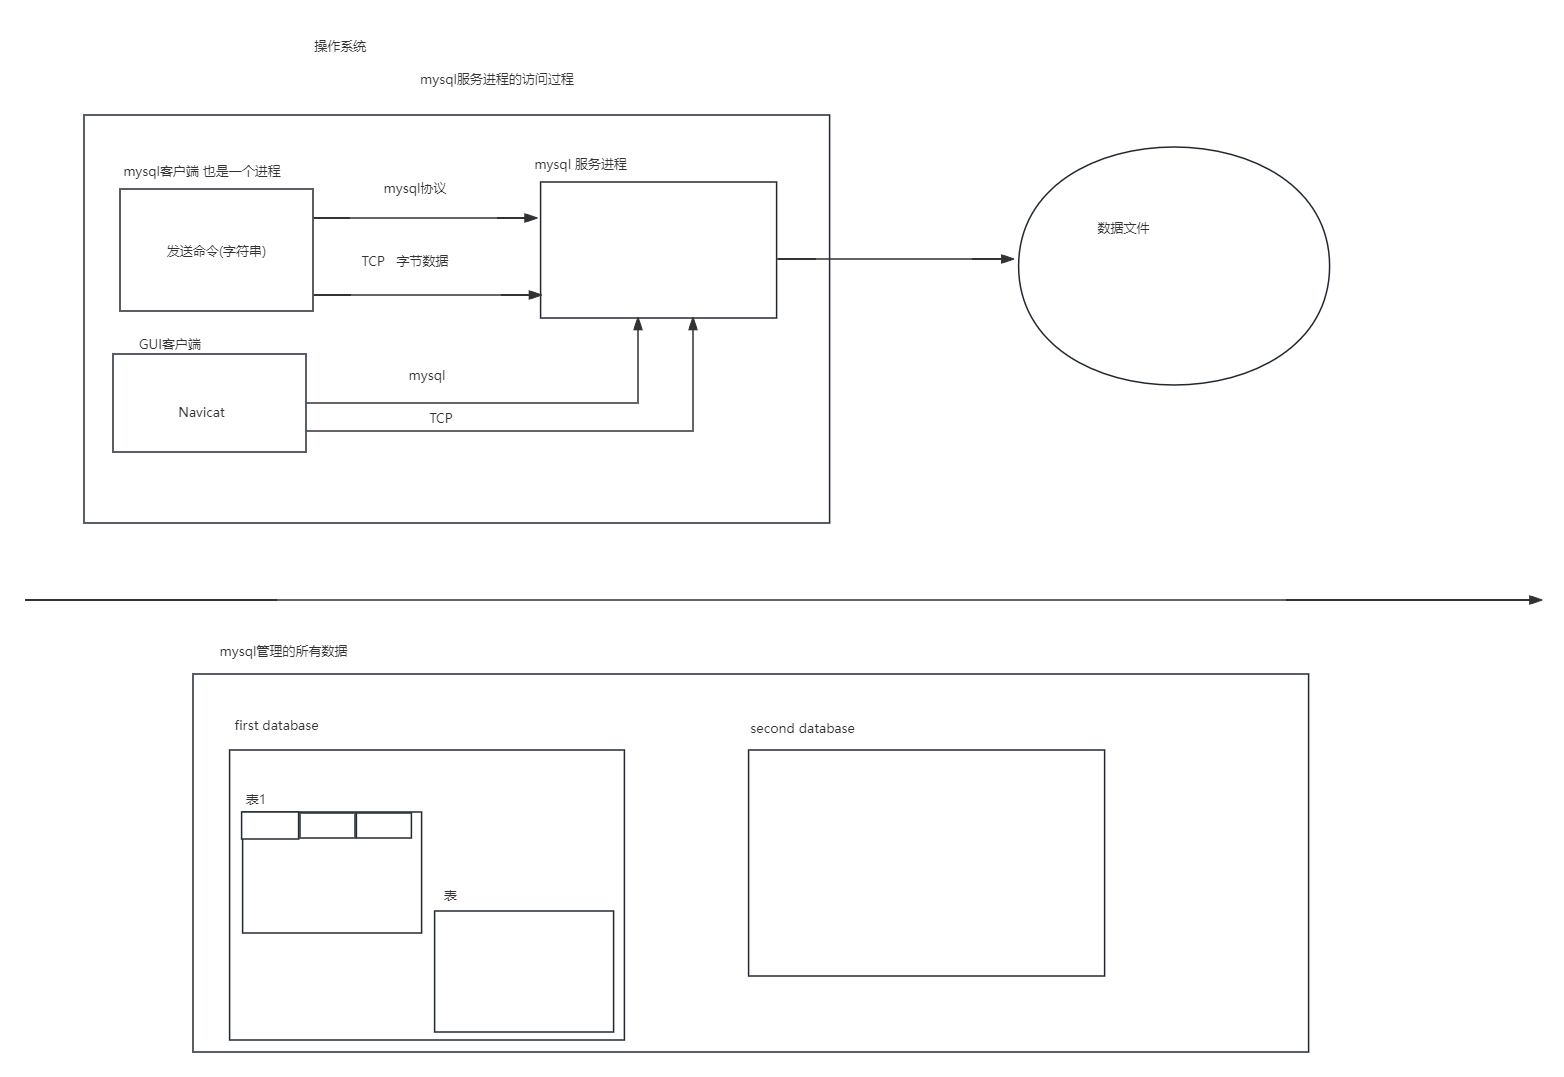 操作系统
mysql服务进程的访问过程
mysql客户端 也是一个进程
mysql协议
mysql 服务进程
发送命令(字符串)
TCP 字节数据
数据文件
GUI客户端
mysql
Navicat
TCP
mysql管理的所有数据
first database
second database
表1
表